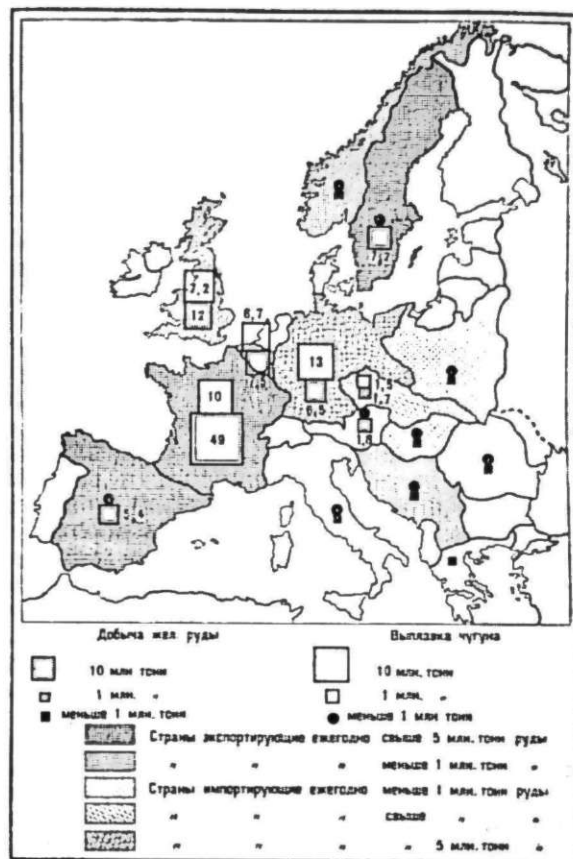 7,2
7,2
12
6,7
7,5
13
6,5
1,5
1,7
1,8
10
49
5,4
Добыча жел. руды
Выплавка чугуна
10 млн тонн
10 млн. тонн
1 млн. „
1 млн. „
меньше 1 млн. тонн
меньше 1 млн тонн
Страны экспортирующие ежегодно свыше 5 млн. тонн руды
„ „ „ меньше 1 млн. тонн „
Страны импортирующие ежегодно меньше 1 млн. тонн руды
„ „ „ свыше „ „
„ „ „ „ 5 млн. тонн „